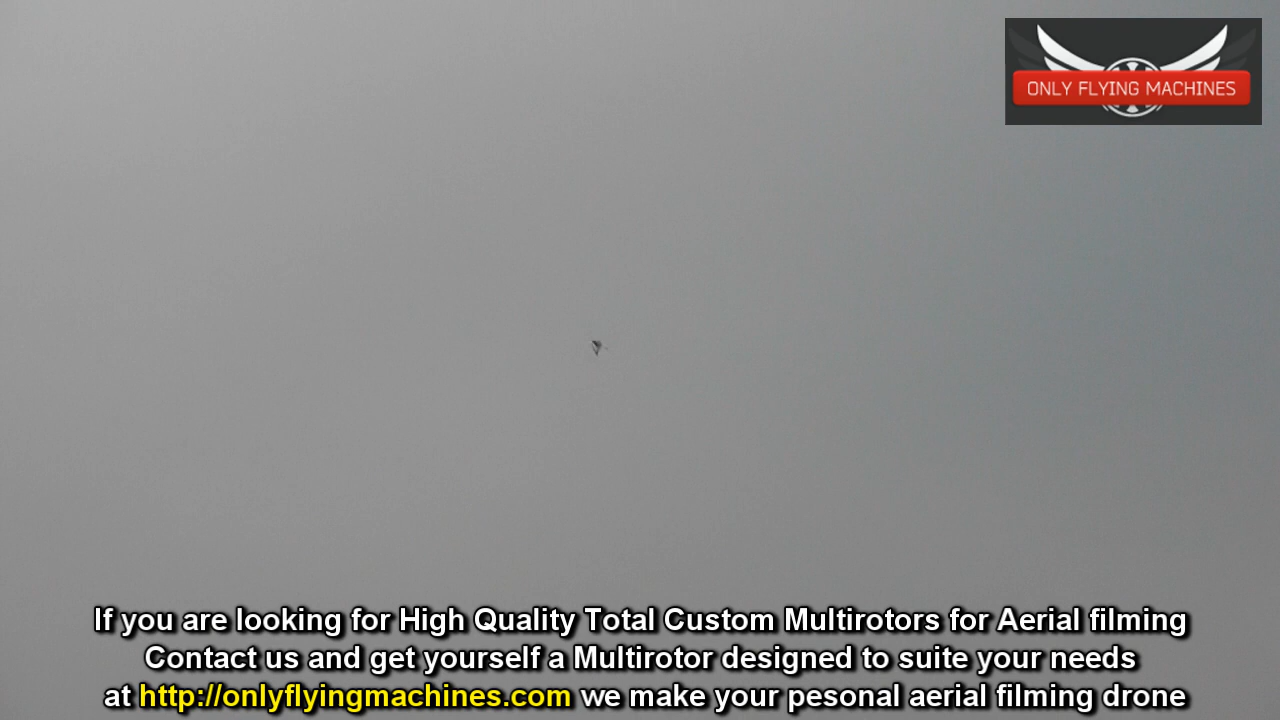 ONLY FLYING MACHINES
If you are looking for High Quality Total Custom Multirotors for Aerial filming
Contact us and get yourself a Multirotor designed to suite your needs
at http://onlyflyingmachines.com we make your pesonal aerial filming drone